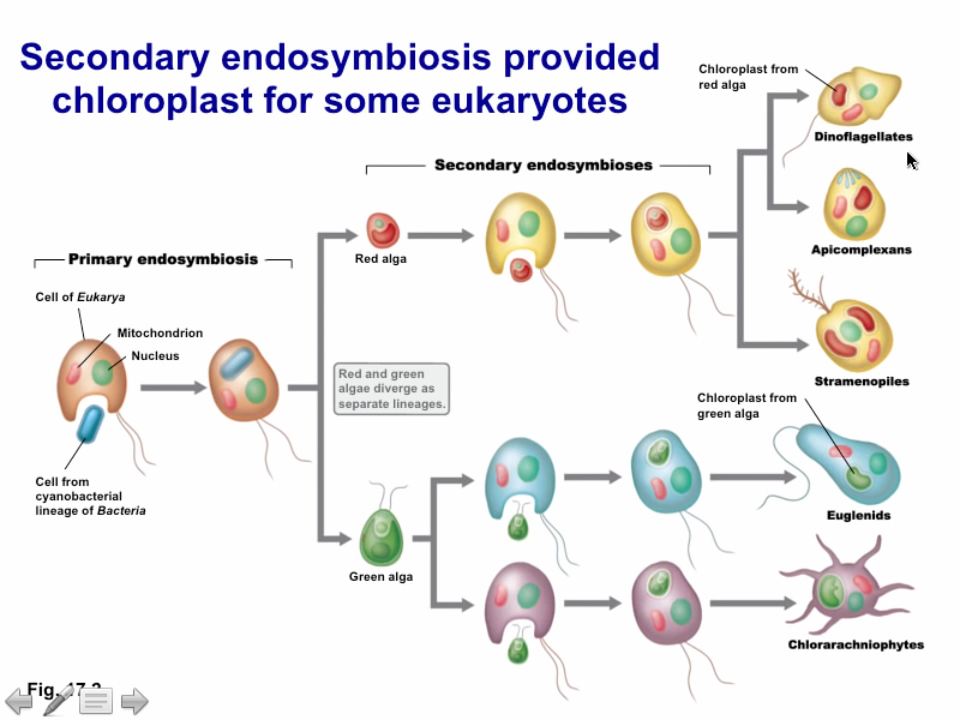 Secondary endosymbiosis provided
chloroplast for some eukaryotes
Chloroplast from
red alga
Dinoflagellates
Secondary endosymbioses
Apicomplexans
Red alga
Primary endosymbiosis
Cell of Eukarya
Mitochondrion
Nucleus
Red and green
algae diverge as
separate lineages.
Stramenopiles
Chloroplast from
green alga
Cell from
cyanobacterial
lineage of Bacteria
Euglenids
Green alga
Chlorarachniophytes
Fig.